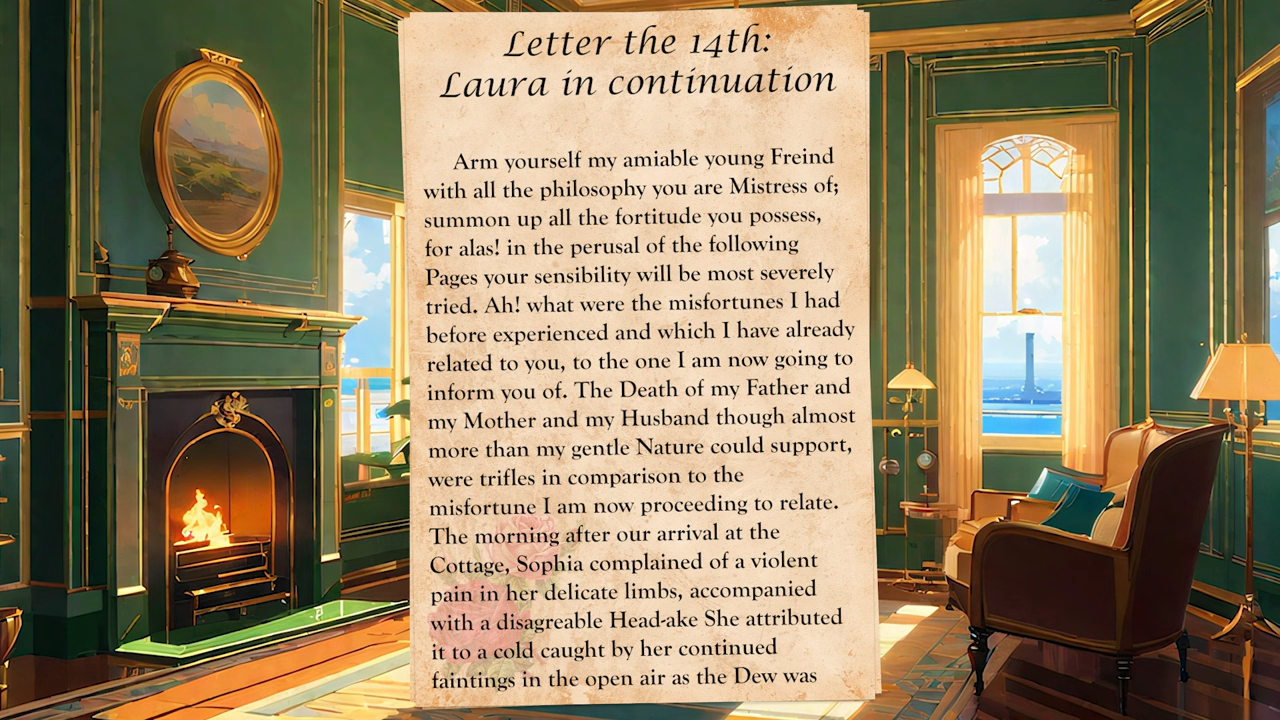 Letter the 14th:
Laura in continuation
Arm yourself my amiable young Freind
with all the philosophy you are Mistress of;
summon up all the fortitude you possess,
for alas! in the perusal of the following
Pages your sensibility will be most severely
tried. Ah! what were the misfortunes I had
before experienced and which I have already
related to you, to the one I am now going to
inform you of. The Death of my Father and
my Mother and my Husband though almost
more than my gentle Nature could support,
were trifles in comparison to the
misfortune I am now proceeding to relate.
The morning after our arrival at the
Cottage, Sophia complained of a violent
pain in her delicate limbs, accompanied
with a disagreable Head-ake She attributed
it to a cold caught by her continued
faintings in the open air as the Dew was